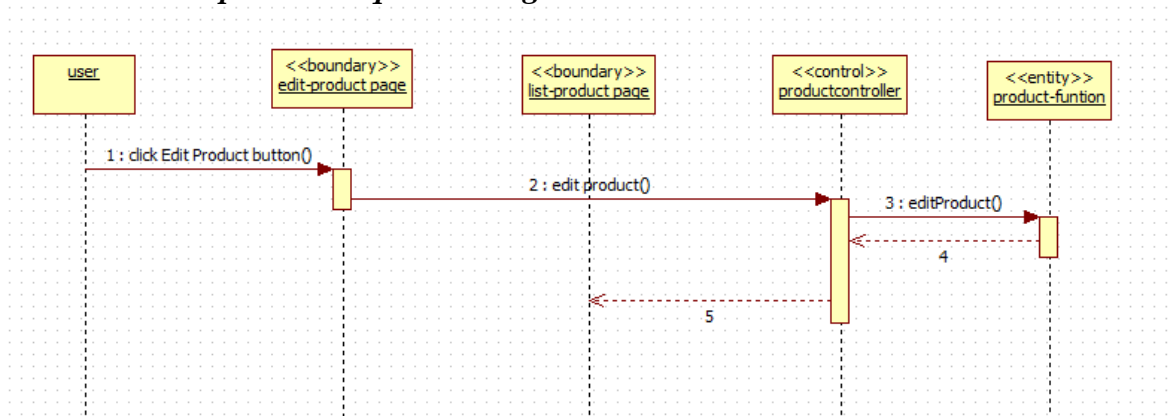 user
<<boundary>>
edit-product page
<<boundary>>
list-product page
<<control>>
productcontroller
<<entity>>
product-funtion
1 : click Edit Product button()
2 : edit product()
3 : editProduct()
4
5